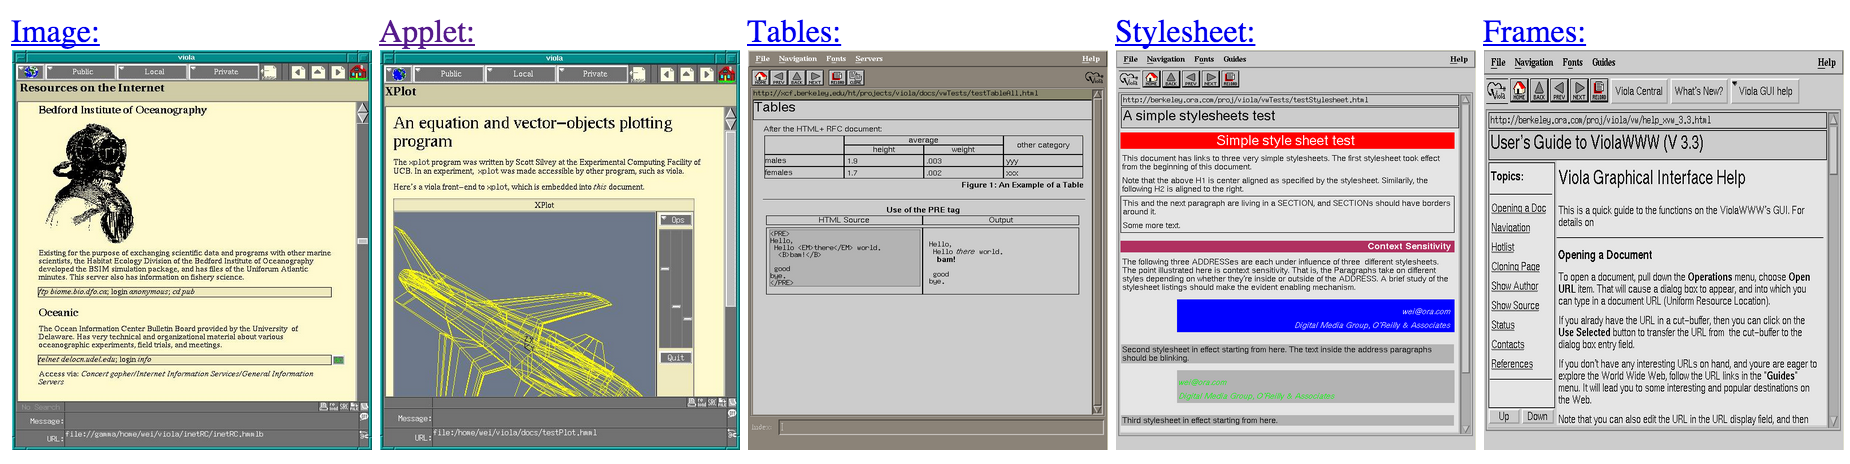 Image:
viola
Public
Local
Private
Resources on the Internet
Bedford Institute of Oceanography
Existing for the purpose of exchanging scientific data and programs with other marine
scientists, the Habitat Ecology Division of the Bedford Institute of Oceanography
developed the BSIM simulation package, and has files of the Uniforum Atlantic
minutes. This server also has information on fishery science.
ftp biome.bio.dfo.ca; login anonymous; cd pub
Oceanic
The Ocean Information Center Bulletin Board provided by the University of
Delaware. Has very technical and organizational material about various
oceanographic experiments, field trials, and meetings.
telnet delocn.udel.edu; login info
Access via: Concert gopher/Internet Information Services/General Information
Servers
No Search
Message:
URL: file://gamma/home/wei/viola/inetRC/inetRC.hmmlb
Applet:
viola
Public
Local
Private
XPlot
An equation and vector-objects plotting
program
The xplot program was written by Scott Silvey at the Experimental Computing Facility of
UCB. In an experiment, xplot was made accessible by other program, such as viola.
Here's a viola front-end to xplot, which is embedded into this document.
XPlot
Ops
Quit
Message:
URL: file:/home/wei/viola/docs/testPlot.hmml
Tables:
File Navigation Fonts Servers Help
HOME PREV BACK NEXT RELOAD
http://xcf.berkeley.edu/ht/projects/viola/docs/vwTests/testTableAll.html
Tables
After the HTML+ RFC document:
average other category
height weight
males 1.9 .003 yyy
females 1.7 .002 xxx
Figure 1: An Example of a Table
Use of the PRE tag
HTML Source Output
<PRE>
Hello,
Hello <EM>there</EM> world.
<B>bam!</B>
good
bye.
</PRE>
Hello,
Hello there world.
bam!
good
bye.
Index:
Stylesheet:
File Navigation Fonts Guides Help
Viola HOME BACK PREV NEXT RELOAD
http://berkeley.ora.com/proj/viola/vwTests/testStylesheet.html
A simple stylesheets test
Simple style sheet test
This document has links to three very simple stylesheets. The first stylesheet took effect
from the beginning of this document.
Note that the above H1 is center aligned as specified by the stylesheet. Similarily, the
following H2 is aligned to the right.
This and the next paragraph are living in a SECTION, and SECTIONs should have borders
around it.
Some more text.
Context Sensitivity
The following three ADDRESSes are each under influence of three different stylesheets.
The point illustrated here is context sensitivity. That is, the Paragraphs take on different
styles depending on whether they're inside or outside of the ADDRESS. A brief study of the
stylesheet listings should make the evident enabling mechanism.
wei@ora.com
Digital Media Group, O'Reilly & Associates
Second stylesheet in effect starting from here. The text inside the address paragraphs
should be blinking.
wei@ora.com
Digital Media Group, O'Reilly & Associates
Third stylesheet in effect starting from here.
Frames:
File Navigation Fonts Guides Help
Viola HOME BACK PREV NEXT RELOAD Viola Central What's New? Viola GUI help
http://berkeley.ora.com/proj/viola/vw/help_xvw_3.3.html
User's Guide to ViolaWWW (V 3.3)
Topics:
Opening a Doc
Navigation
Hotlist
Cloning Page
Show Author
Show Source
Status
Contacts
References
Up Down
Viola Graphical Interface Help
This is a quick guide to the functions on the ViolaWWW's GUI. For
details on
Opening a Document
To open a document, pull down the Operations menu, choose Open
URL item. That will cause a dialog box to appear, and into which you
can type in a document URL (Uniform Resource Location).
If you alrady have the URL in a cut-buffer, then you can click on the
Use Selected button to transfer the URL from the cut-buffer to the
dialog box entry field.
If you don't have any interesting URLs on hand, and youre are eager to
explore the World Wide Web, follow the URL links in the "Guides"
menu. It will lead you to some interesting and popular destinations on
the Web.
Note that you can also edit the URL in the URL display field, and then